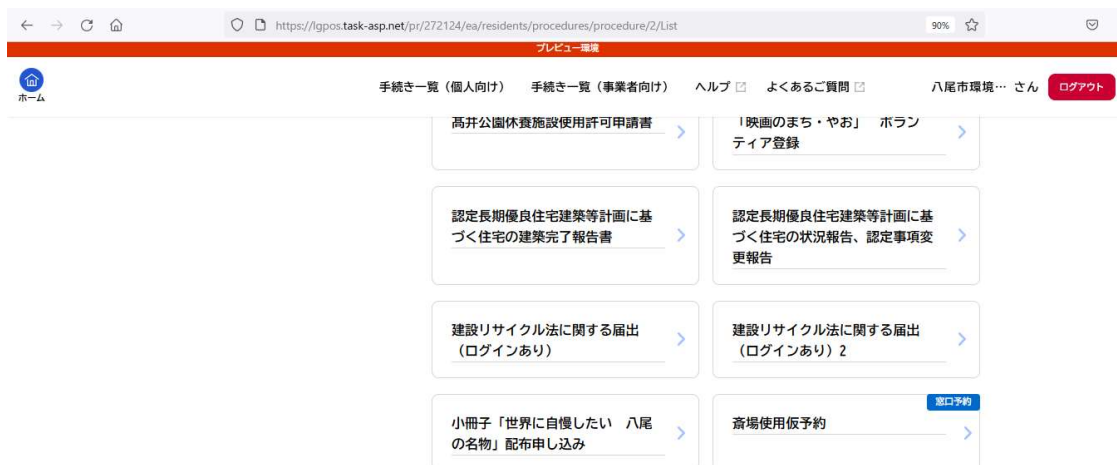 https://lgpos.task-asp.net/pr/272124/ea/residents/procedures/procedure/2/List
90%
プレビュー環境
ホーム
手続き一覧（個人向け）
手続き一覧（事業者向け）
ヘルプ
よくあるご質問
八尾市環境… さん
ログアウト
高井公園休養施設使用許可申請書
「映画のまち・やお」　ボラン
ティア登録
認定長期優良住宅建築等計画に基
づく住宅の建築完了報告書
認定長期優良住宅建築等計画に基
づく住宅の状況報告、認定事項変
更報告
建設リサイクル法に関する届出
（ログインあり）
建設リサイクル法に関する届出
（ログインあり）2
小冊子「世界に自慢したい　八尾
の名物」配布申し込み
窓口予約
斎場使用仮予約